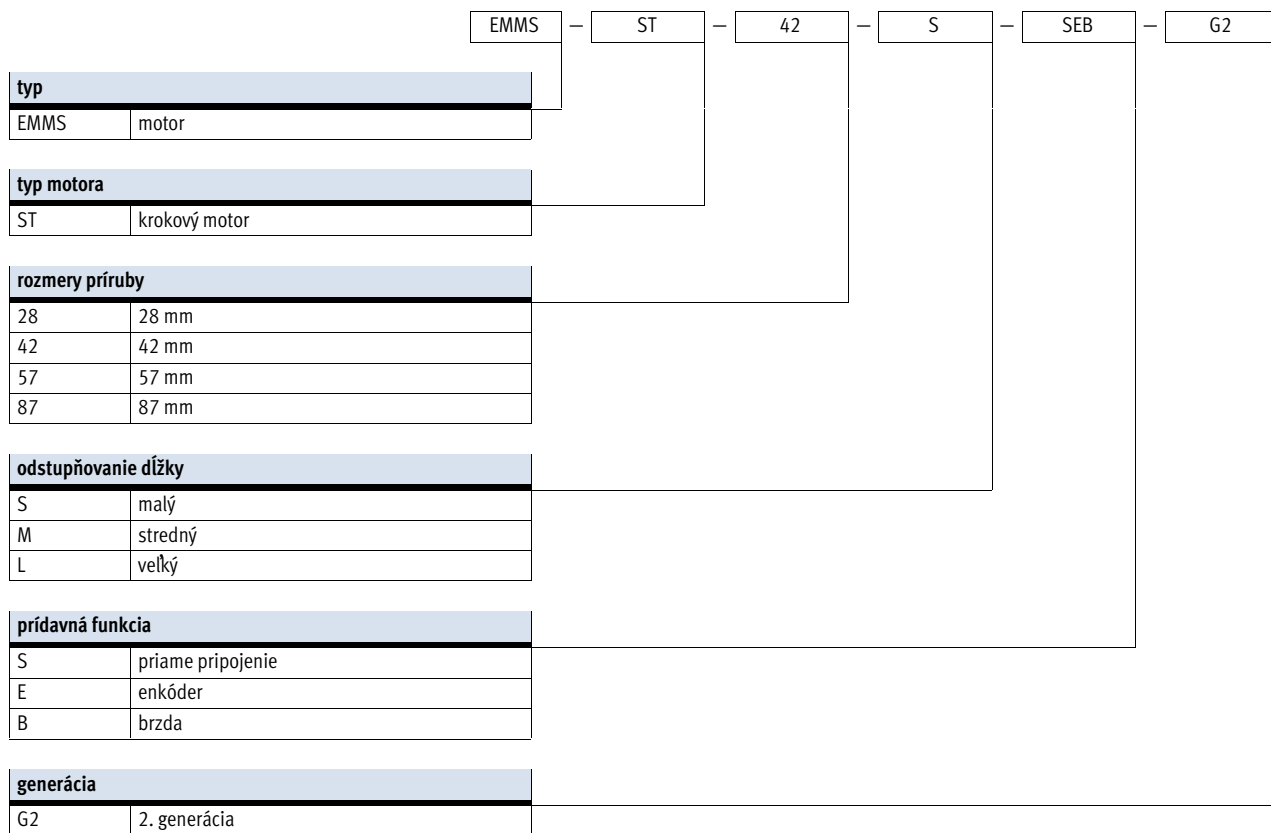 EMMS — ST — 42 — S — SEB — G2
typ
EMMS motor
typ motora
ST krokový motor
rozmery príruby
28 28 mm
42 42 mm
57 57 mm
87 87 mm
odstupňovanie dĺžky
S malý
M stredný
L veľký
prídavná funkcia
S priame pripojenie
E enkóder
B brzda
generácia
G2 2. generácia